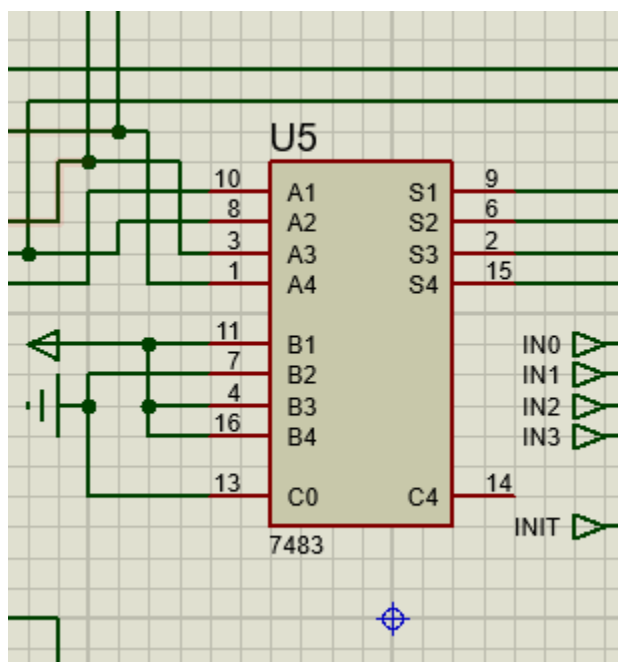 U5
10 A1 S1 9
8 A2 S2 6
3 A3 S3 2
1 A4 S4 15
11 B1 IN0
7 B2 IN1
4 B3 IN2
16 B4 IN3
13 C0 C4 14
INIT
7483